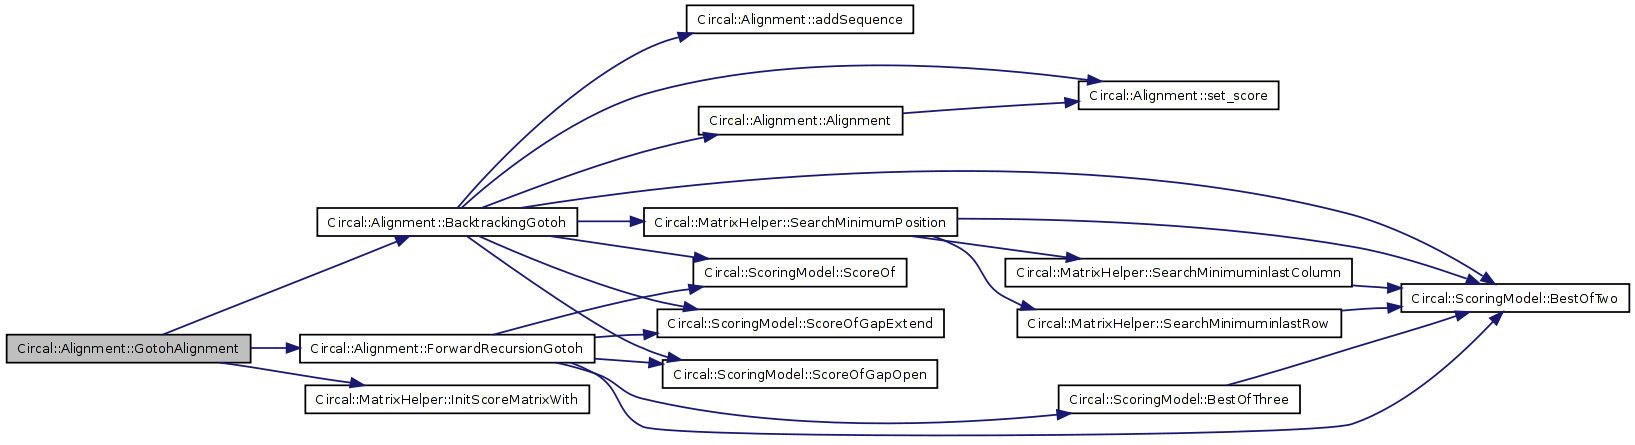 Circal::Alignment::addSequence
Circal::Alignment::set_score
Circal::Alignment::Alignment
Circal::Alignment::BacktrackingGotoh
Circal::MatrixHelper::SearchMinimumPosition
Circal::ScoringModel::ScoreOf
Circal::MatrixHelper::SearchMinimuminlastColumn
Circal::ScoringModel::BestOfTwo
Circal::ScoringModel::ScoreOfGapExtend
Circal::MatrixHelper::SearchMinimuminlastRow
Circal::Alignment::GotohAlignment
Circal::Alignment::ForwardRecursionGotoh
Circal::ScoringModel::ScoreOfGapOpen
Circal::MatrixHelper::InitScoreMatrixWith
Circal::ScoringModel::BestOfThree